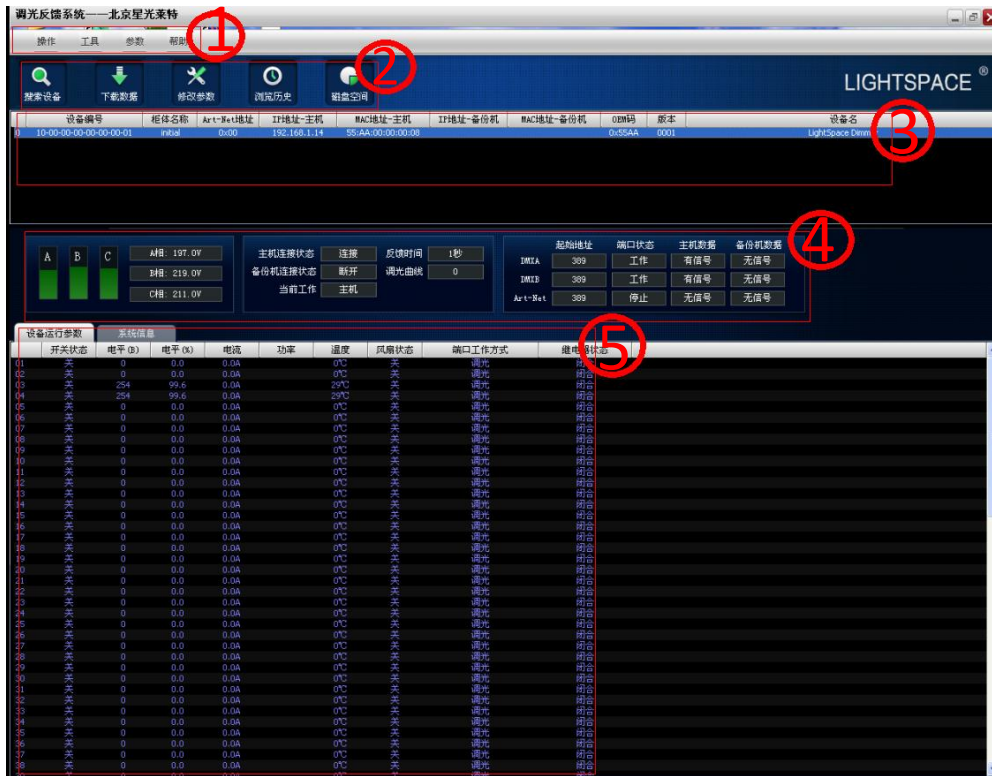 调光反馈系统——北京星光莱特
操作 工具 参数 帮助 ①
搜索设备 下载数据 修改参数 浏览历史 磁盘空间 ② LIGHTSPACE ®
设备编号 柜体名称 Art-Net地址 IP地址-主机 MAC地址-主机 IP地址-备份机 MAC地址-备份机 OEM码 版本 设备名
0 10-00-00-00-00-00-00-01 initial 0x00 192.168.1.14 55:AA:00:00:00:08 0x55AA 0001 LightSpace Dimmer ③
起始地址 端口状态 主机数据 备份机数据 ④
A B C A相: 197.0V 主机连接状态 连接 反馈时间 1秒 DMXA 389 工作 有信号 无信号
B相: 219.0V 备份机连接状态 断开 调光曲线 0 DMXB 389 工作 有信号 无信号
C相: 211.0V 当前工作 主机 Art-Net 389 停止 无信号 无信号
设备运行参数 系统信息
开关状态 电平(B) 电平(%) 电流 功率 温度 风扇状态 端口工作方式 继电器状态 ⑤
01 关 0 0.0 0.0A 0℃ 关 调光 闭合
02 关 0 0.0 0.0A 0℃ 关 调光 闭合
03 关 254 99.6 0.0A 29℃ 关 调光 闭合
04 关 254 99.6 0.0A 29℃ 关 调光 闭合
05 关 0 0.0 0.0A 0℃ 关 调光 闭合
06 关 0 0.0 0.0A 0℃ 关 调光 闭合
07 关 0 0.0 0.0A 0℃ 关 调光 闭合
08 关 0 0.0 0.0A 0℃ 关 调光 闭合
09 关 0 0.0 0.0A 0℃ 关 调光 闭合
10 关 0 0.0 0.0A 0℃ 关 调光 闭合
11 关 0 0.0 0.0A 0℃ 关 调光 闭合
12 关 0 0.0 0.0A 0℃ 关 调光 闭合
13 关 0 0.0 0.0A 0℃ 关 调光 闭合
14 关 0 0.0 0.0A 0℃ 关 调光 闭合
15 关 0 0.0 0.0A 0℃ 关 调光 闭合
16 关 0 0.0 0.0A 0℃ 关 调光 闭合
17 关 0 0.0 0.0A 0℃ 关 调光 闭合
18 关 0 0.0 0.0A 0℃ 关 调光 闭合
19 关 0 0.0 0.0A 0℃ 关 调光 闭合
20 关 0 0.0 0.0A 0℃ 关 调光 闭合
21 关 0 0.0 0.0A 0℃ 关 调光 闭合
22 关 0 0.0 0.0A 0℃ 关 调光 闭合
23 关 0 0.0 0.0A 0℃ 关 调光 闭合
24 关 0 0.0 0.0A 0℃ 关 调光 闭合
25 关 0 0.0 0.0A 0℃ 关 调光 闭合
26 关 0 0.0 0.0A 0℃ 关 调光 闭合
27 关 0 0.0 0.0A 0℃ 关 调光 闭合
28 关 0 0.0 0.0A 0℃ 关 调光 闭合
29 关 0 0.0 0.0A 0℃ 关 调光 闭合
30 关 0 0.0 0.0A 0℃ 关 调光 闭合
31 关 0 0.0 0.0A 0℃ 关 调光 闭合
32 关 0 0.0 0.0A 0℃ 关 调光 闭合
33 关 0 0.0 0.0A 0℃ 关 调光 闭合
34 关 0 0.0 0.0A 0℃ 关 调光 闭合
35 关 0 0.0 0.0A 0℃ 关 调光 闭合
36 关 0 0.0 0.0A 0℃ 关 调光 闭合
37 关 0 0.0 0.0A 0℃ 关 调光 闭合
38 关 0 0.0 0.0A 0℃ 关 调光 闭合